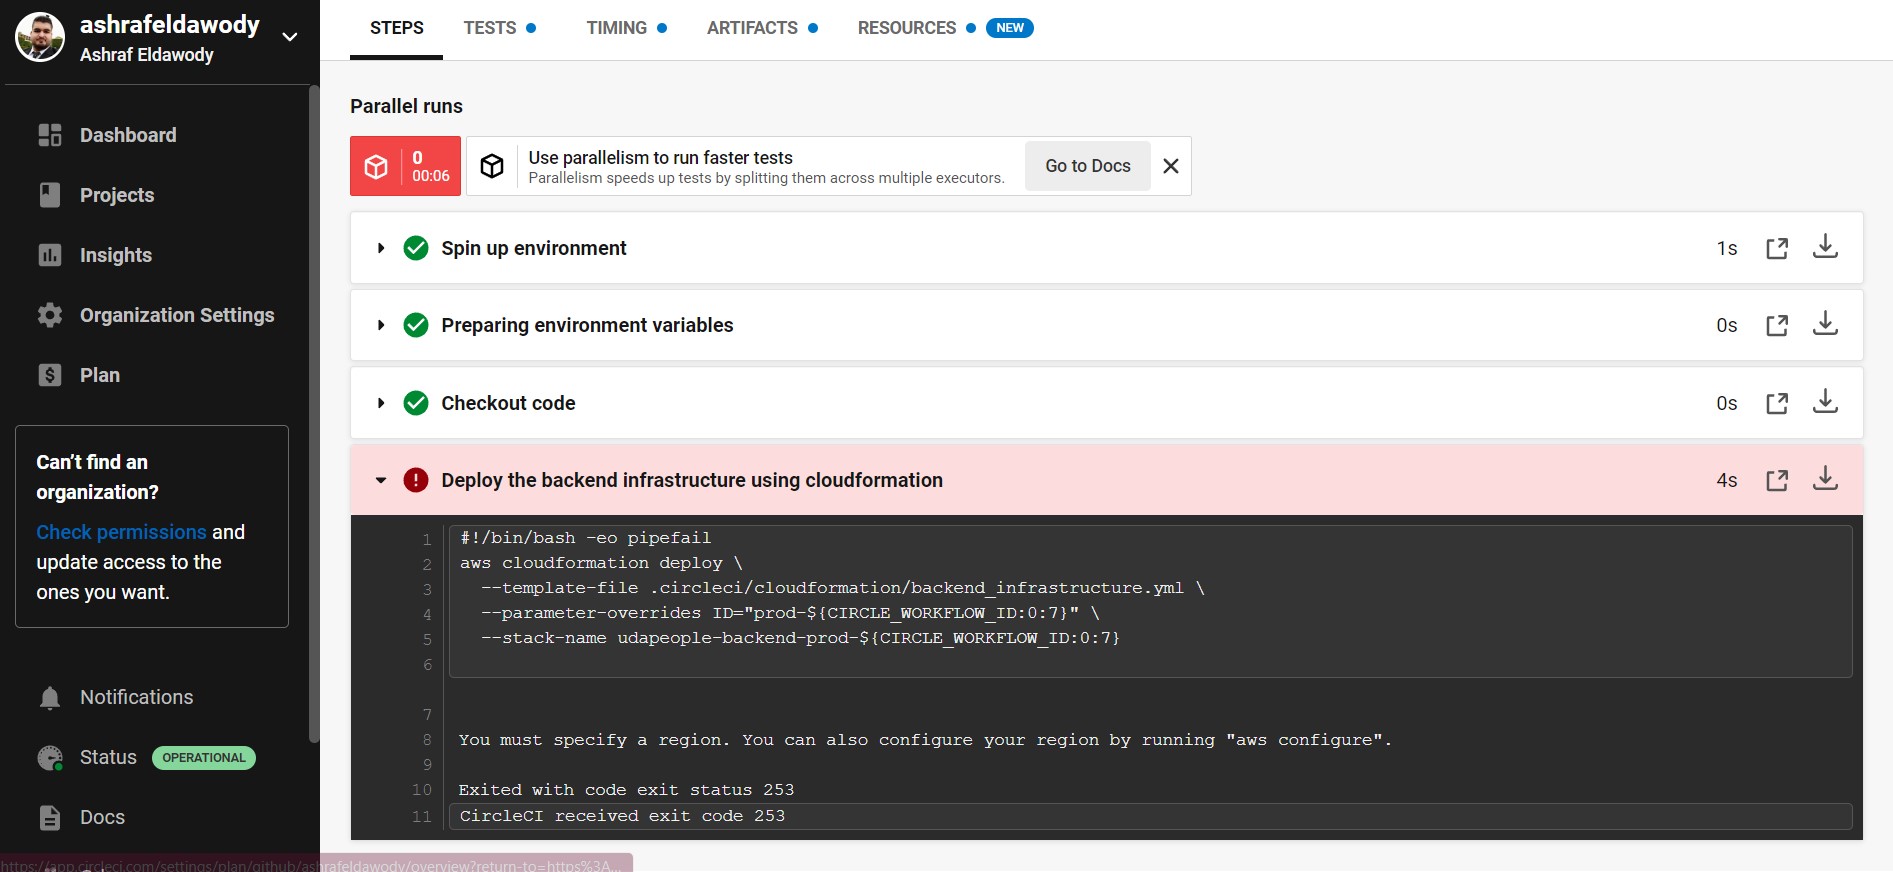 ashrafeldawody
Ashraf Eldawody
Dashboard
Projects
Insights
Organization Settings
Plan
Can't find an
organization?
Check permissions and
update access to the
ones you want.
Notifications
Status OPERATIONAL
Docs
STEPS TESTS TIMING ARTIFACTS RESOURCES NEW
Parallel runs
0
00:06
Use parallelism to run faster tests
Parallelism speeds up tests by splitting them across multiple executors.
Go to Docs
Spin up environment 1s
Preparing environment variables 0s
Checkout code 0s
Deploy the backend infrastructure using cloudformation 4s
1 #!/bin/bash -eo pipefail
2 aws cloudformation deploy \
3 --template-file .circleci/cloudformation/backend_infrastructure.yml \
4 --parameter-overrides ID="prod-${CIRCLE_WORKFLOW_ID:0:7}" \
5 --stack-name udapeople-backend-prod-${CIRCLE_WORKFLOW_ID:0:7}
6
7
8 You must specify a region. You can also configure your region by running "aws configure".
9
10 Exited with code exit status 253
11 CircleCI received exit code 253
https://app.circleci.com/settings/plan/github/ashrafeldawody/overview?return-to=https%3A...